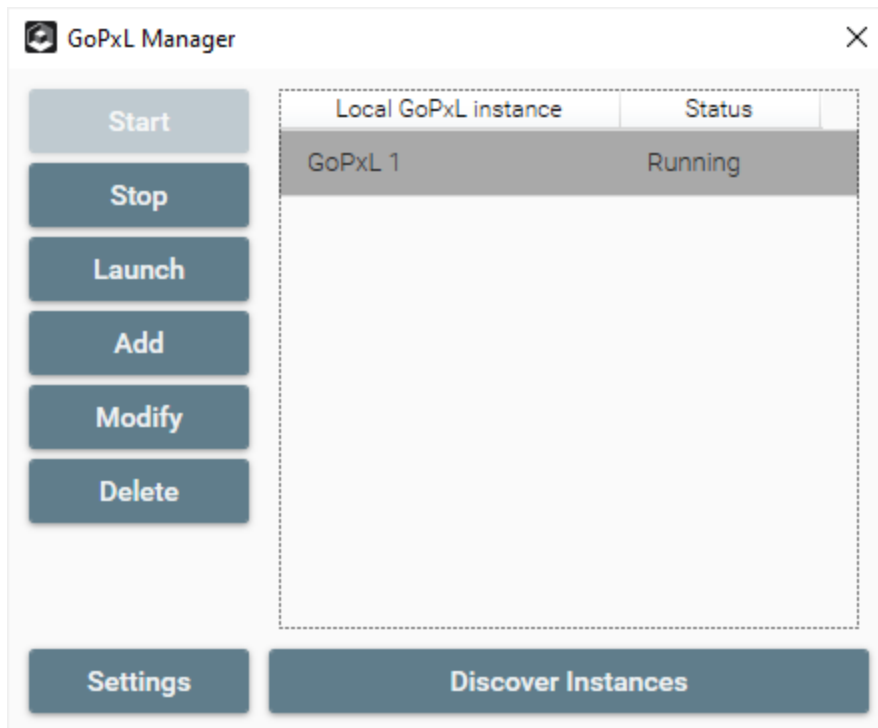 GoPxL Manager
Start
Stop
Launch
Add
Modify
Delete
Settings
Local GoPxL instance Status
GoPxL 1 Running
Discover Instances